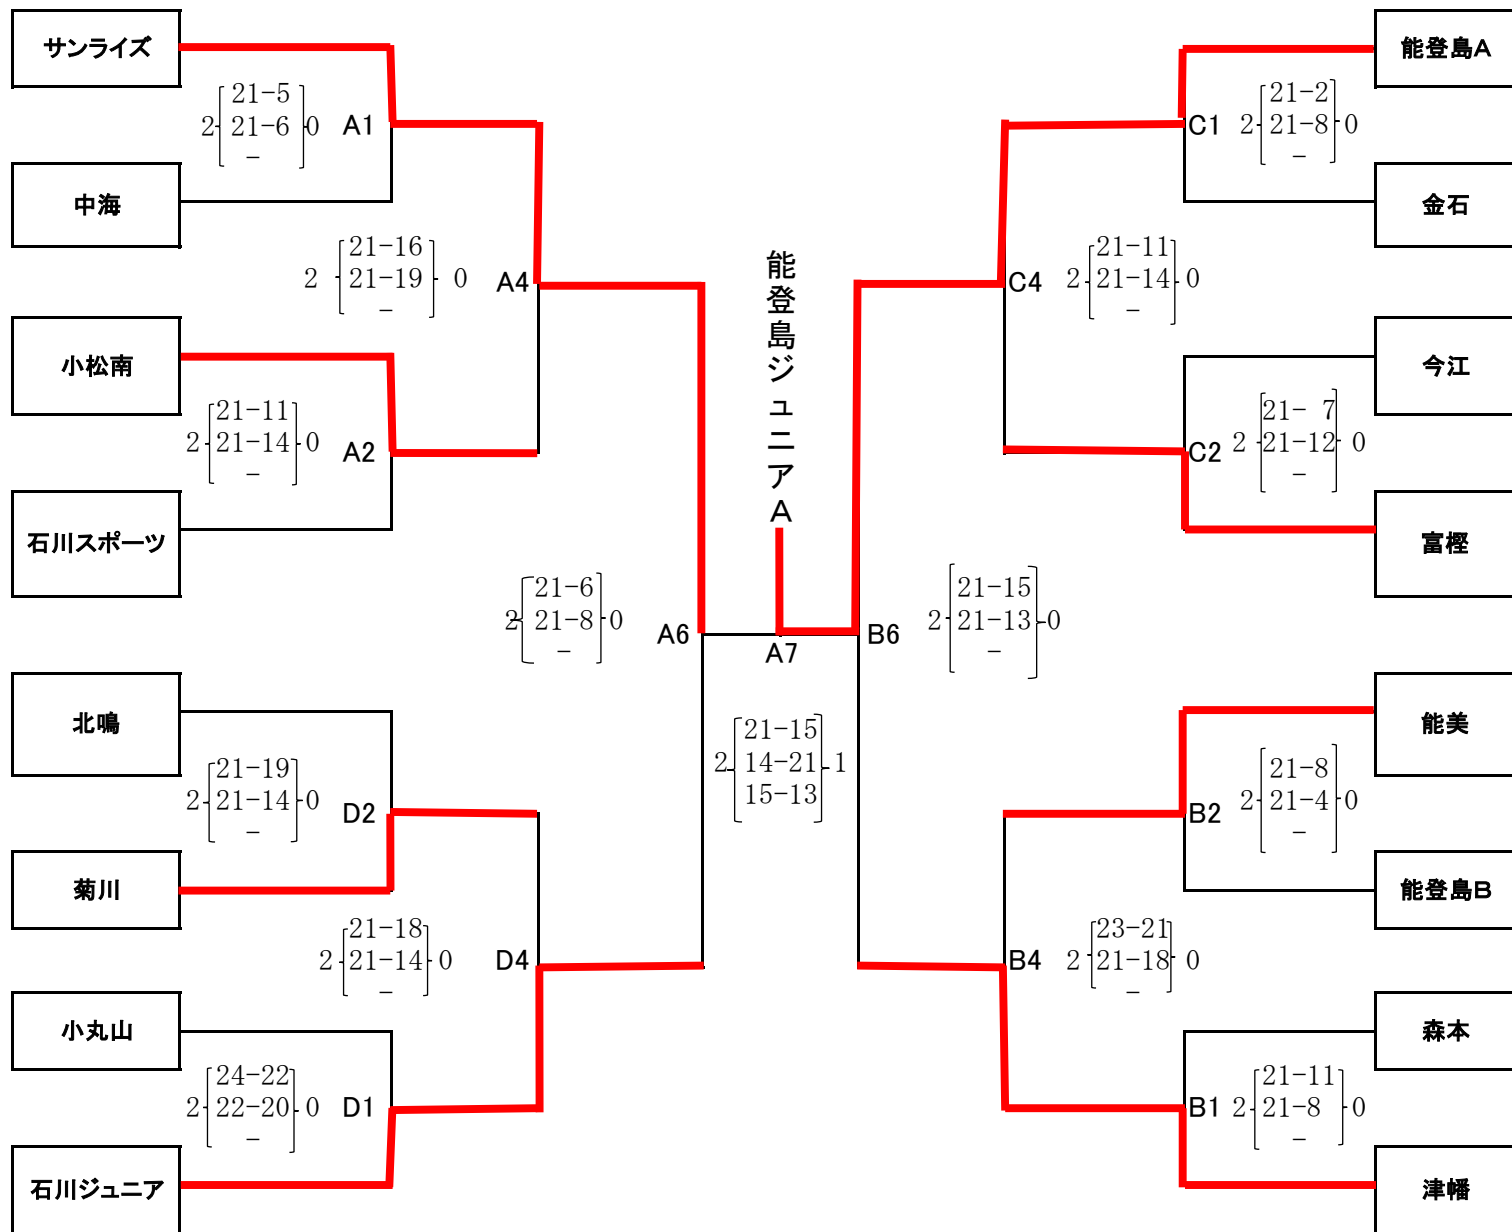 サンライズ
21-5
2 21-6 0 A1
-
中海
21-16
2 21-19 0 A4
-
小松南
21-11
2 21-14 0 A2
-
石川スポーツ
21-6
2 21-8 0 A6
-
北鳴
21-19
2 21-14 0 D2
-
菊川
21-18
2 21-14 0 D4
-
小丸山
24-22
2 22-20 0 D1
-
石川ジュニア
能登島ジュニアA
A7
21-15
2 14-21 1
15-13
能登島A
21-2
C1 2 21-8 0
-
金石
21-11
C4 2 21-14 0
-
今江
21- 7
C2 2 21-12 0
-
富樫
21-15
B6 2 21-13 0
-
能美
21-8
B2 2 21-4 0
-
能登島B
23-21
B4 2 21-18 0
-
森本
21-11
B1 2 21-8 0
-
津幡